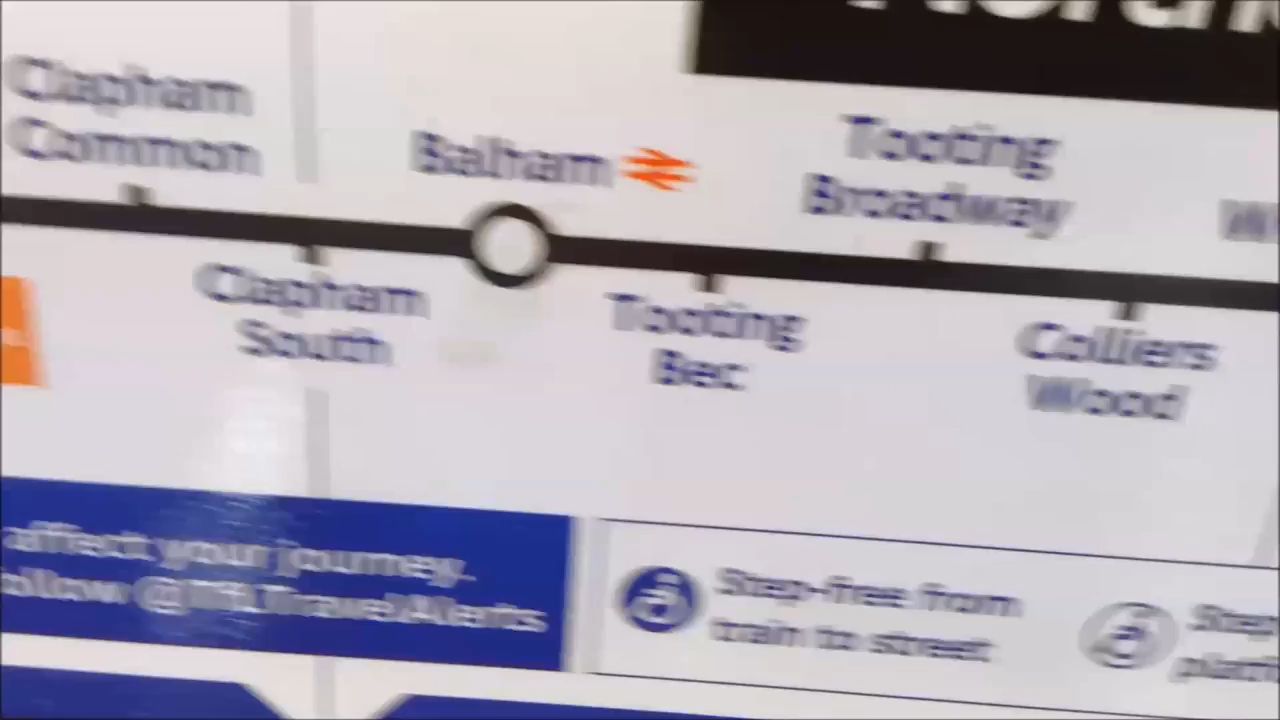 Clapham
Common
Balham
Tooting
Broadway
Clapham
South
Tooting
Bec
Colliers
Wood
affect your journey.
follow @TfLTravelAlerts
Step-free from
train to street
Step